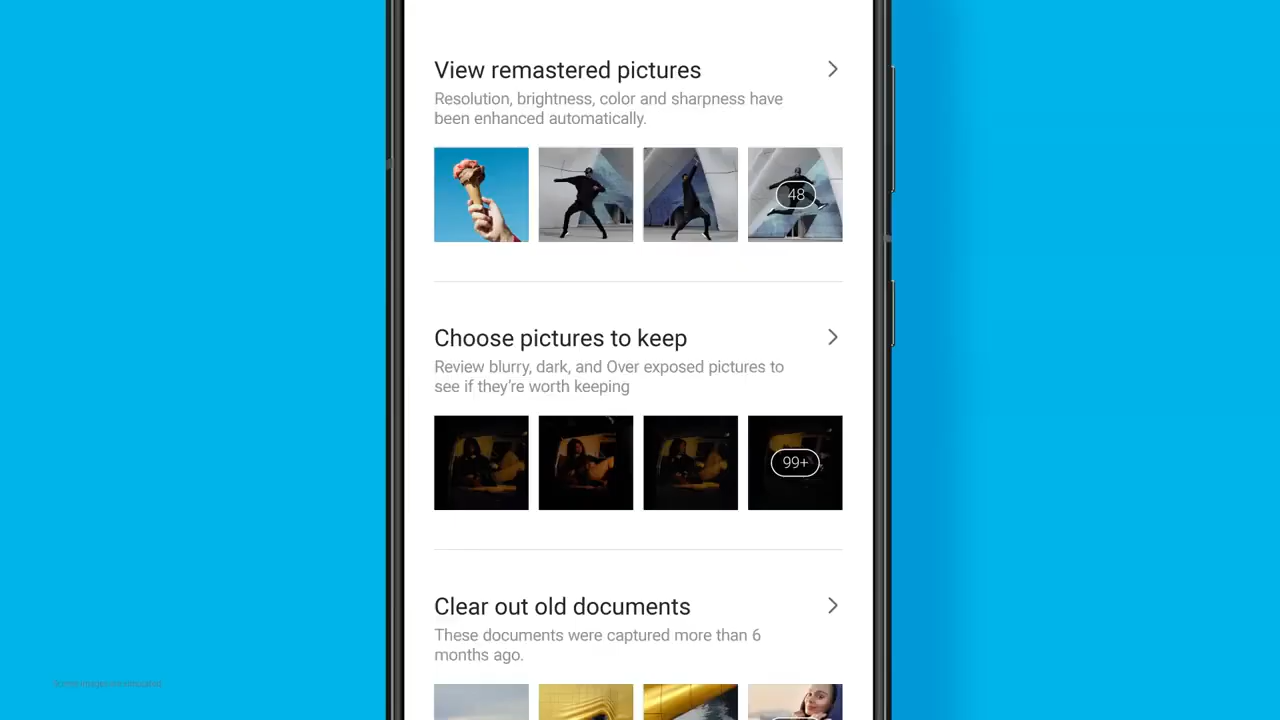 View remastered pictures
Resolution, brightness, color and sharpness have
been enhanced automatically.
48
Choose pictures to keep
Review blurry, dark, and Over exposed pictures to
see if they're worth keeping
99+
Clear out old documents
These documents were captured more than 6
months ago.